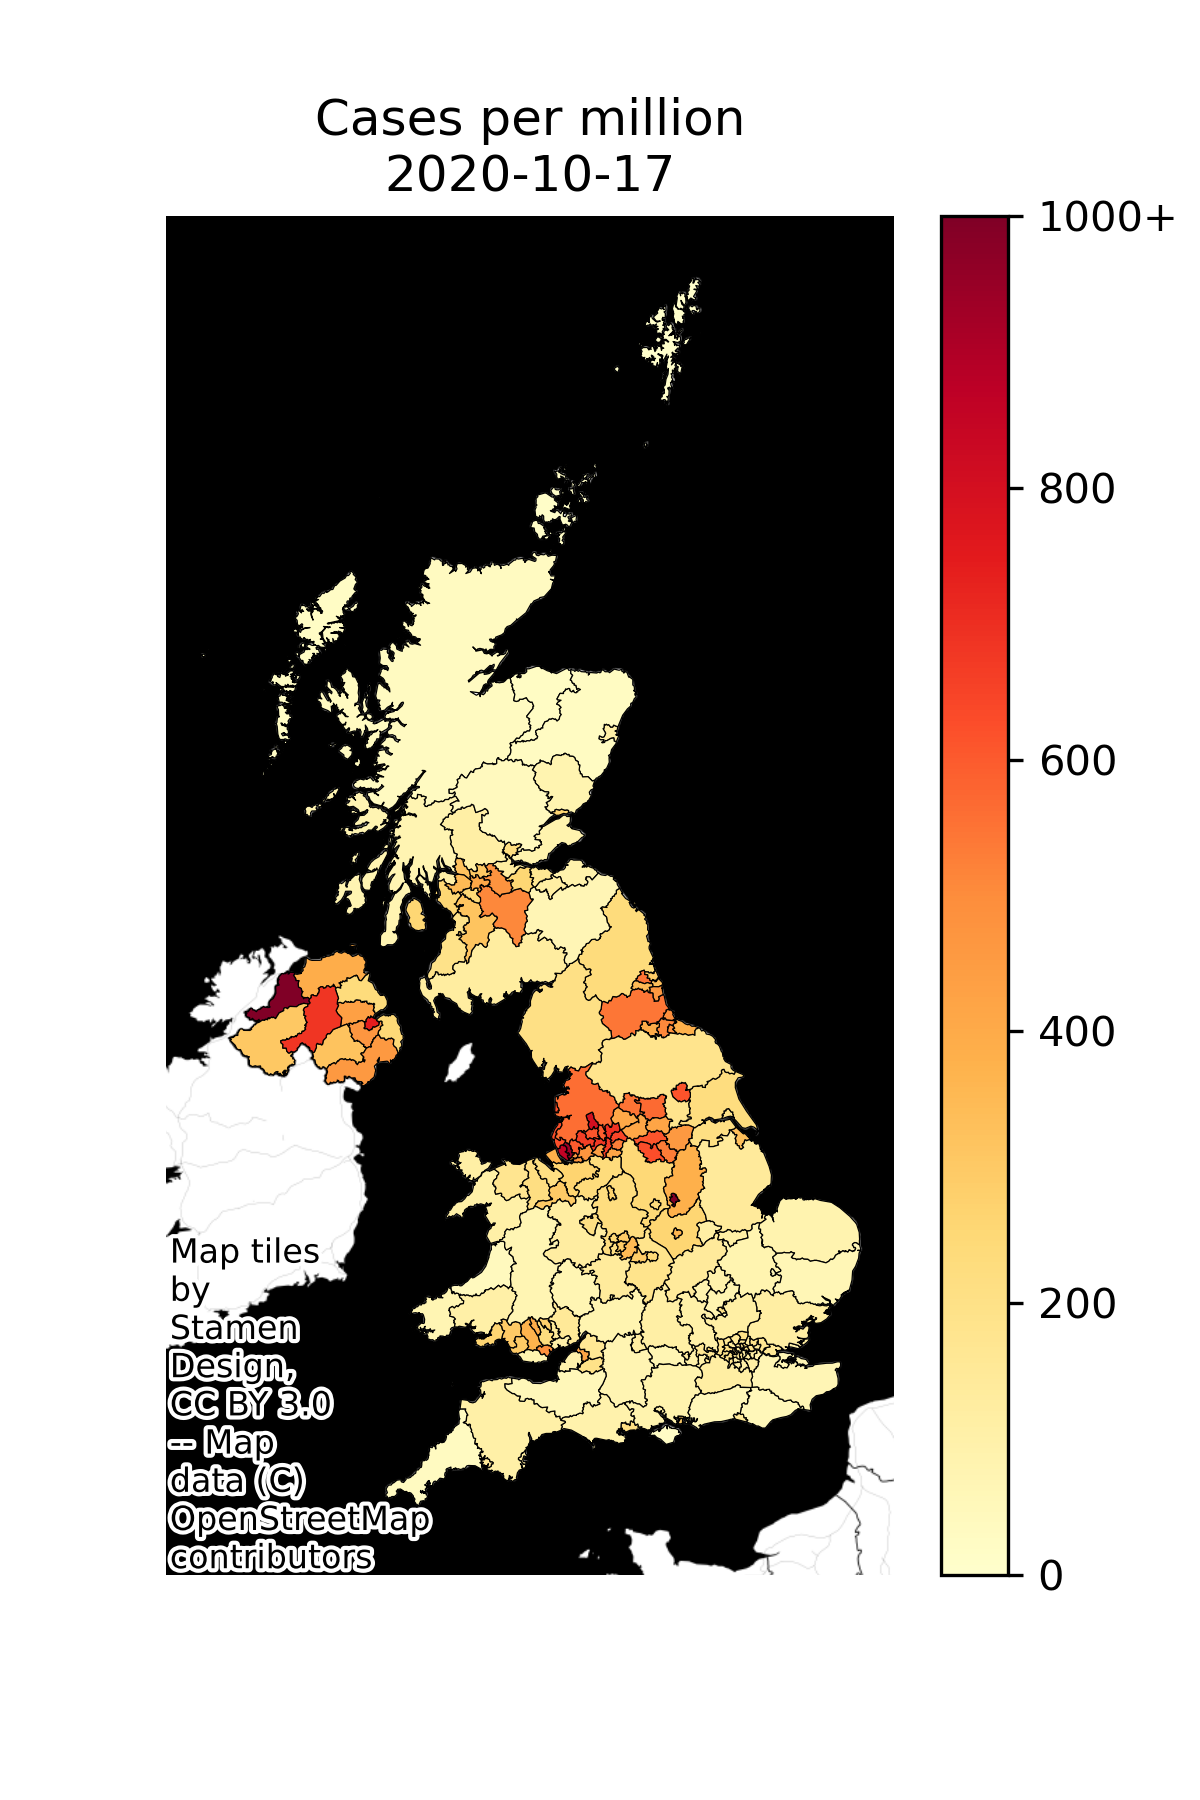 Cases per million
2020-10-17
1000+
800
600
400
200
0
Map tiles
by
Stamen
Design,
CC BY 3.0
-- Map
data (C)
OpenStreetMap
contributors